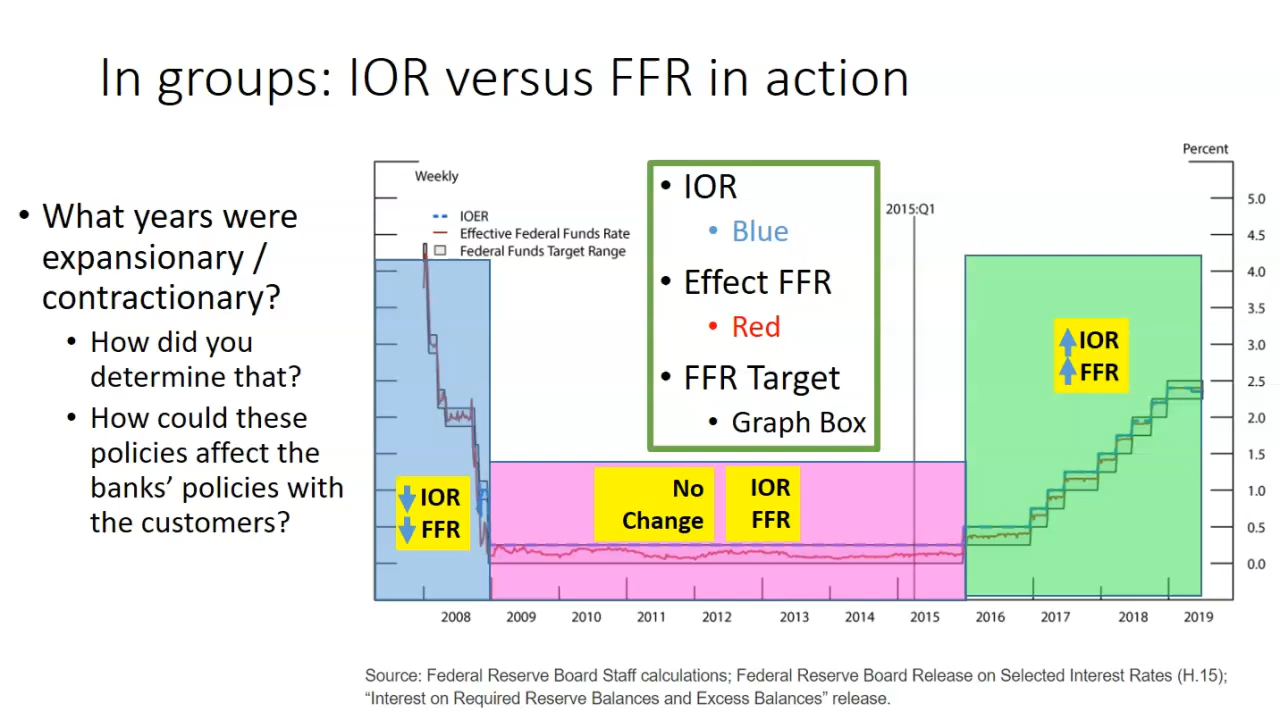 In groups: IOR versus FFR in action
• What years were
expansionary /
contractionary?
• How did you
determine that?
• How could these
policies affect the
banks’ policies with
the customers?
Weekly
IOER
Effective Federal Funds Rate
Federal Funds Target Range
• IOR
• Blue
• Effect FFR
• Red
• FFR Target
• Graph Box
2015:Q1
Percent
5.0
4.5
4.0
3.5
3.0
2.5
2.0
1.5
1.0
0.5
0.0
IOR
FFR
No
Change
IOR
FFR
IOR
FFR
2008 2009 2010 2011 2012 2013 2014 2015 2016 2017 2018 2019
Source: Federal Reserve Board Staff calculations; Federal Reserve Board Release on Selected Interest Rates (H.15);
“Interest on Required Reserve Balances and Excess Balances” release.